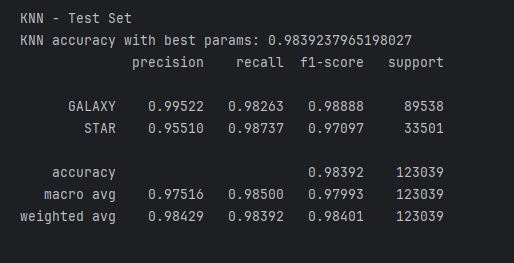 KNN - Test Set
KNN accuracy with best params: 0.9839237965198027
precision recall f1-score support
GALAXY 0.99522 0.98263 0.98888 89538
STAR 0.95510 0.98737 0.97097 33501
accuracy 0.98392 123039
macro avg 0.97516 0.98500 0.97993 123039
weighted avg 0.98429 0.98392 0.98401 123039